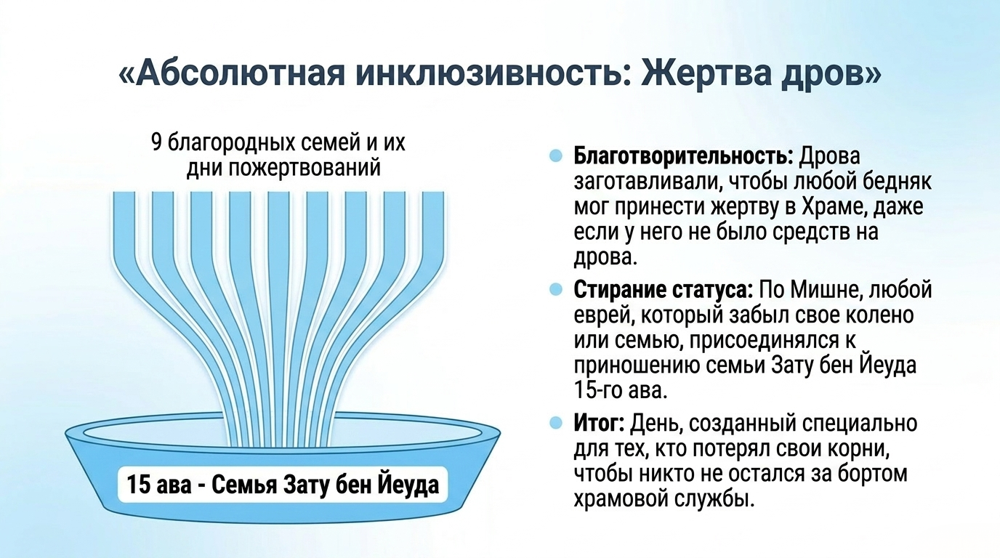 «Абсолютная инклюзивность: Жертва дров»
9 благородных семей и их
дни пожертвований
15 ава - Семья Зату бен Йеуда
Благотворительность: Дрова
заготавливали, чтобы любой бедняк
мог принести жертву в Храме, даже
если у него не было средств на
дрова.
Стирание статуса: По Мишне, любой
еврей, который забыл свое колено
или семью, присоединялся к
приношению семьи Зату бен Йеуда
15-го ава.
Итог: День, созданный специально
для тех, кто потерял свои корни,
чтобы никто не остался за бортом
храмовой службы.